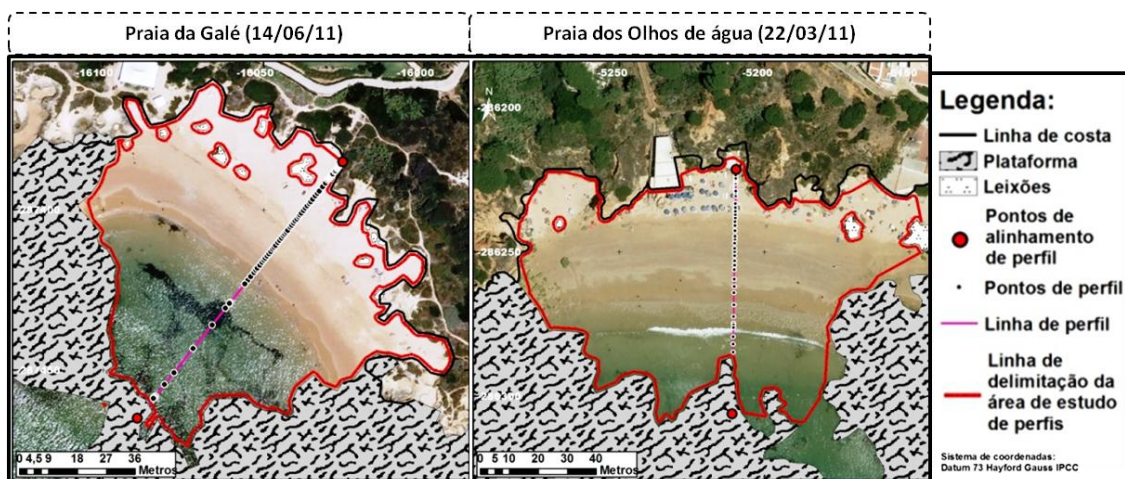 Praia da Galé (14/06/11)
Praia dos Olhos de água (22/03/11)
-16100
-16050
-16000
0 4,5 9 18 27 36
Metros
-5250
-5200
N
-286200
-286250
0 5 10 20 30 40
Metros
Legenda:
Linha de costa
Plataforma
Leixões
Pontos de
alinhamento
de perfil
Pontos de perfil
Linha de perfil
Linha de
delimitação da
área de estudo
de perfis
Sistema de coordenadas:
Datum 73 Hayford Gauss IPCC